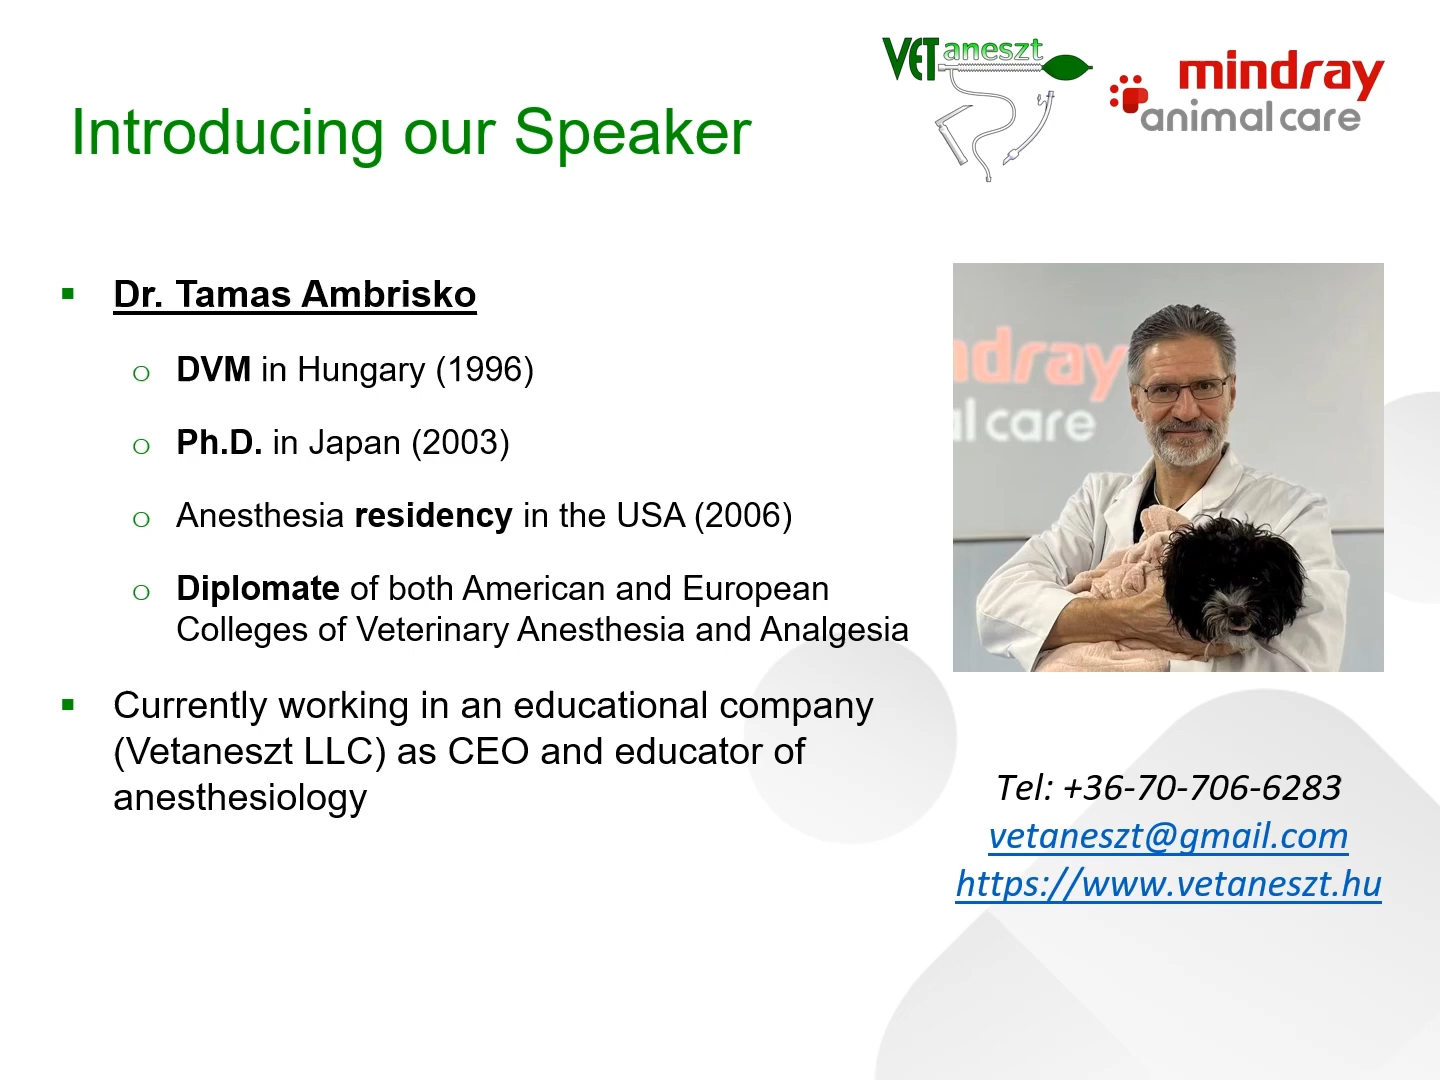 VETaneszt
mindray
animal care
Introducing our Speaker
▪ Dr. Tamas Ambrisko
o DVM in Hungary (1996)
o Ph.D. in Japan (2003)
o Anesthesia residency in the USA (2006)
o Diplomate of both American and European
Colleges of Veterinary Anesthesia and Analgesia
▪ Currently working in an educational company
(Vetaneszt LLC) as CEO and educator of
anesthesiology
ndray
al care
Tel: +36-70-706-6283
vetaneszt@gmail.com
https://www.vetaneszt.hu